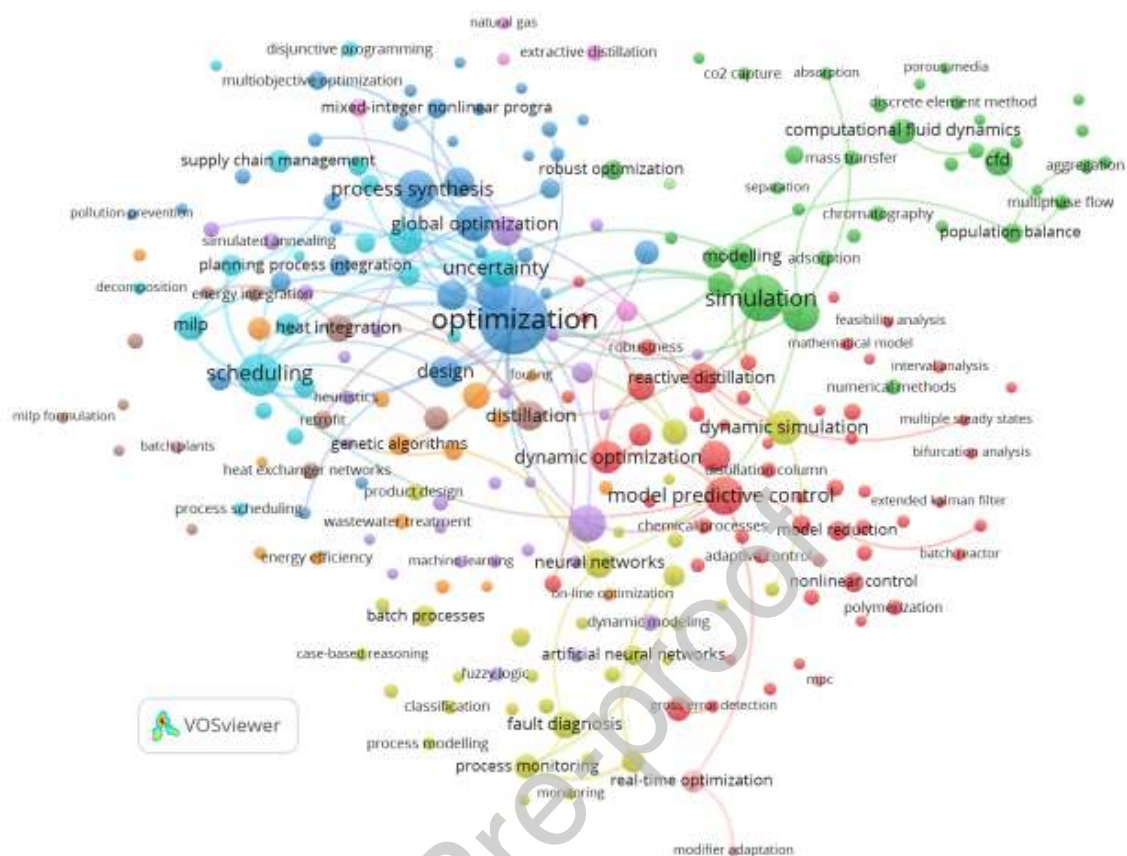 natural gas
disjunctive programming
extractive distillation
multiobjective optimization
co2 capture
absorption
porous media
mixed-integer nonlinear progra
discrete element method
computational fluid dynamics
supply chain management
robust optimization
mass transfer
cfd
aggregation
process synthesis
separation
multiphase flow
pollution prevention
global optimization
chromatography
population balance
simulated annealing
planning
process integration
uncertainty
modelling
adsorption
decomposition
energy integration
simulation
milp
heat integration
optimization
feasibility analysis
robustness
mathematical model
scheduling
design
fouling
reactive distillation
interval analysis
heuristics
numerical methods
milp formulation
retrofit
distillation
dynamic simulation
multiple steady states
batch plants
genetic algorithms
dynamic optimization
bifurcation analysis
heat exchanger networks
distillation column
product design
model predictive control
extended kalman filter
process scheduling
wastewater treatment
chemical processes
model reduction
energy efficiency
machine learning
neural networks
adaptive control
batch reactor
on-line optimization
nonlinear control
batch processes
dynamic modeling
polymerization
case-based reasoning
artificial neural networks
fuzzy logic
mpc
classification
gross error detection
VOSviewer
fault diagnosis
process modelling
process monitoring
real-time optimization
monitoring
modifier adaptation
re-proof